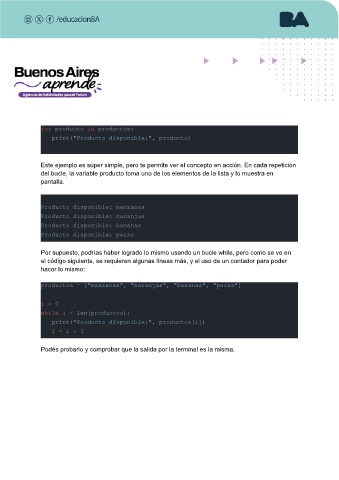 /educacionBA
BA
Buenos Aires
aprende
Agencia de Habilidades para el Futuro
for producto in productos:
print("Producto disponible:", producto)
Este ejemplo es súper simple, pero te permite ver el concepto en acción. En cada repetición
del bucle, la variable producto toma uno de los elementos de la lista y lo muestra en
pantalla.
Producto disponible: manzanas
Producto disponible: naranjas
Producto disponible: bananas
Producto disponible: peras
Por supuesto, podrías haber logrado lo mismo usando un bucle while, pero como se ve en
el código siguiente, se requieren algunas líneas más, y el uso de un contador para poder
hacer lo mismo:
productos = ["manzanas", "naranjas", "bananas", "peras"]
i = 0
while i < len(productos):
print("Producto disponible:", productos[i])
i = i + 1
Podés probarlo y comprobar que la salida por la terminal es la misma.